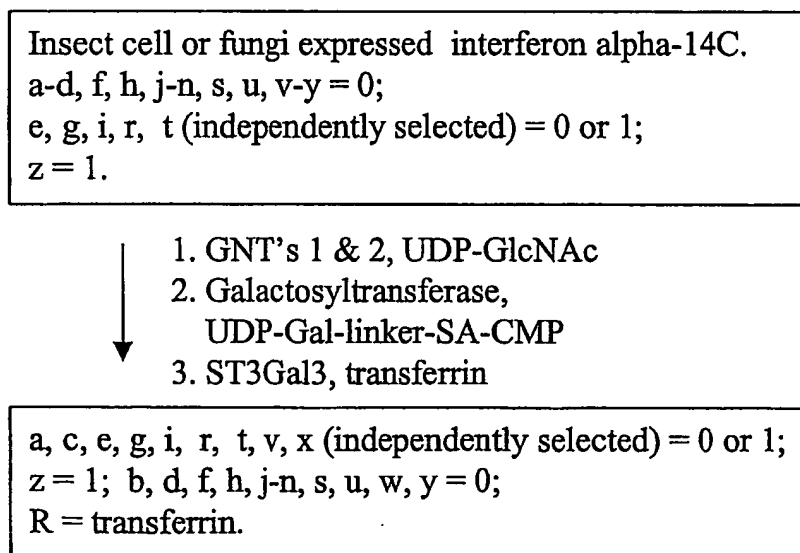 Insect cell or fungi expressed interferon alpha-14C.
a-d, f, h, j-n, s, u, v-y = 0;
e, g, i, r, t (independently selected) = 0 or 1;
z = 1.
1. GNT's 1 & 2, UDP-GlcNAc
2. Galactosyltransferase,
UDP-Gal-linker-SA-CMP
3. ST3Gal3, transferrin
a, c, e, g, i, r, t, v, x (independently selected) = 0 or 1;
z = 1; b, d, f, h, j-n, s, u, w, y = 0;
R = transferrin.